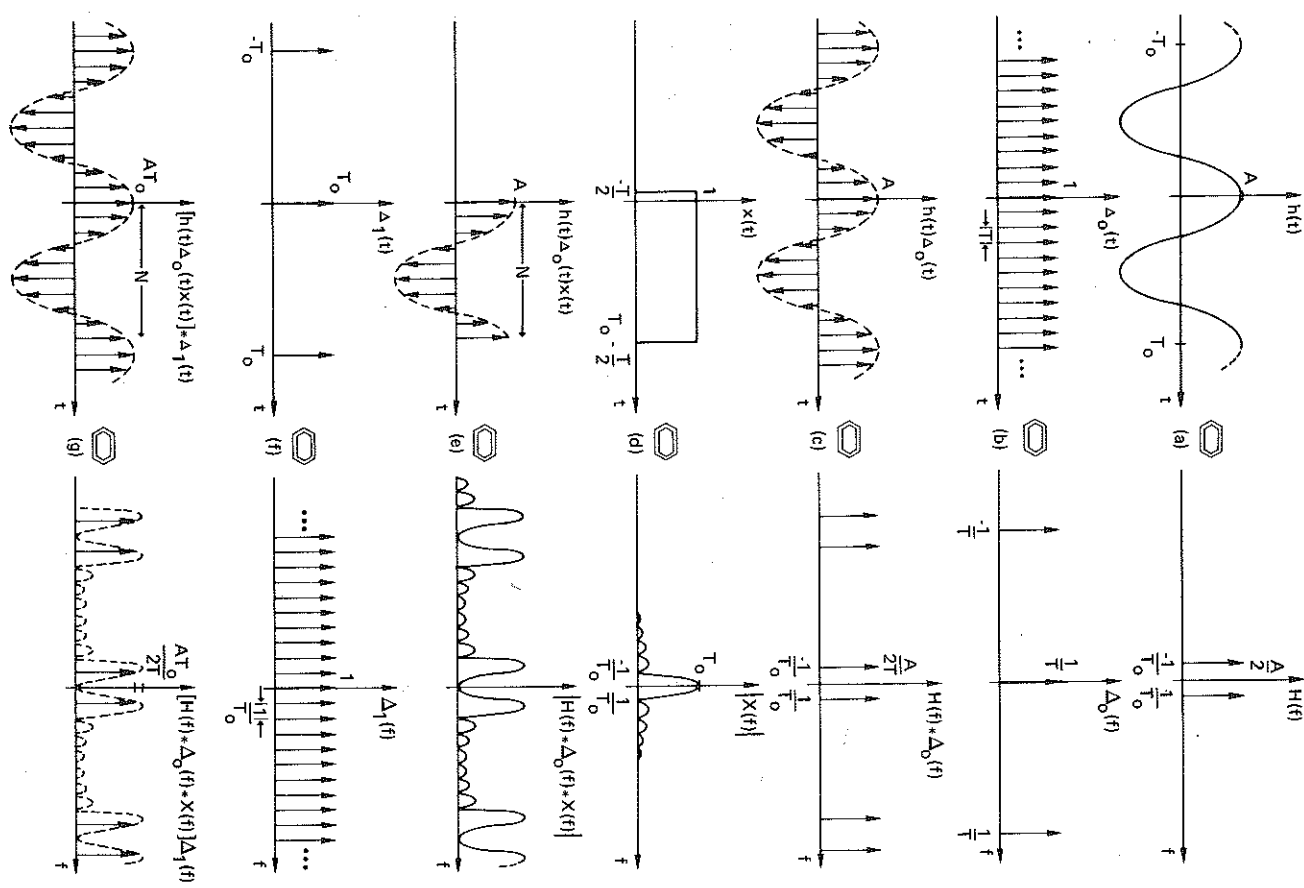 h(t)
A
-T₀
T₀
t
(a)
H(f)
A/2
-1/T₀
1/T₀
f
Δ₀(t)
1
→|T|←
...
...
t
(b)
Δ₀(f)
1/T
-1/T
1/T
f
h(t)Δ₀(t)
A
t
(c)
H(f)*Δ₀(f)
A/2T
-1/T₀
1/T₀
f
x(t)
1
-T/2
T₀-T/2
t
(d)
|X(f)|
T₀
-1/T₀
1/T₀
f
h(t)Δ₀(t)x(t)
A
N
t
(e)
|H(f)*Δ₀(f)*X(f)|
f
Δ₁(t)
T₀
-T₀
T₀
t
(f)
Δ₁(f)
1
→|1/T₀|←
...
...
f
[h(t)Δ₀(t)x(t)]*Δ₁(t)
AT₀
N
t
(g)
[H(f)*Δ₀(f)*X(f)]Δ₁(f)
AT₀/2T
f